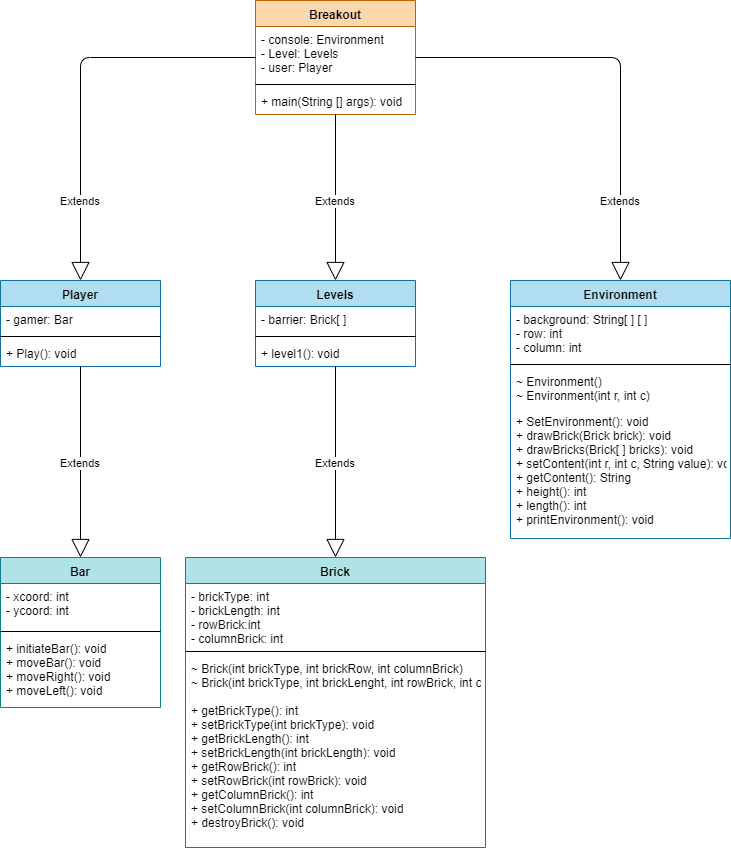 Breakout
- console: Environment
- Level: Levels
- user: Player
+ main(String [] args): void
Extends
Extends
Extends
Player
- gamer: Bar
+ Play(): void
Levels
- barrier: Brick[ ]
+ level1(): void
Environment
- background: String[ ] [ ]
- row: int
- column: int
~ Environment()
~ Environment(int r, int c)
+ SetEnvironment(): void
+ drawBrick(Brick brick): void
+ drawBricks(Brick[ ] bricks): void
+ setContent(int r, int c, String value): vo
+ getContent(): String
+ height(): int
+ length(): int
+ printEnvironment(): void
Extends
Extends
Bar
- xcoord: int
- ycoord: int
+ initiateBar(): void
+ moveBar(): void
+ moveRight(): void
+ moveLeft(): void
Brick
- brickType: int
- brickLength: int
- rowBrick:int
- columnBrick: int
~ Brick(int brickType, int brickRow, int columnBrick)
~ Brick(int brickType, int brickLenght, int rowBrick, int c
+ getBrickType(): int
+ setBrickType(int brickType): void
+ getBrickLength(): int
+ setBrickLength(int brickLength): void
+ getRowBrick(): int
+ setRowBrick(int rowBrick): void
+ getColumnBrick(): int
+ setColumnBrick(int columnBrick): void
+ destroyBrick(): void